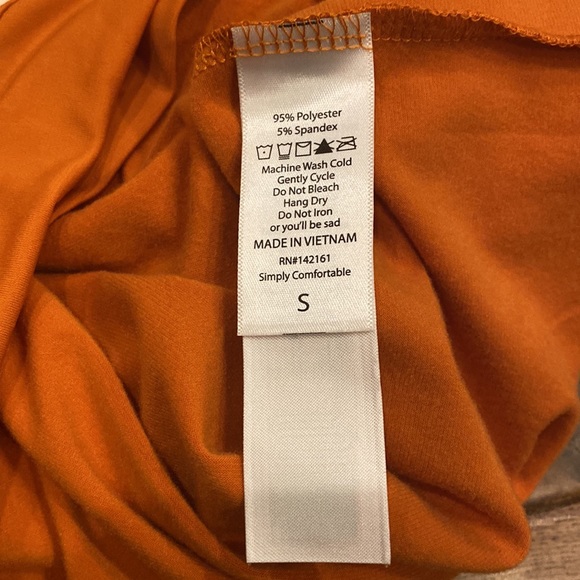 95% Polyester
5% Spandex
Machine Wash Cold
Gently Cycle
Do Not Bleach
Hang Dry
Do Not Iron
or you'll be sad
MADE IN VIETNAM
RN#142161
Simply Comfortable
S